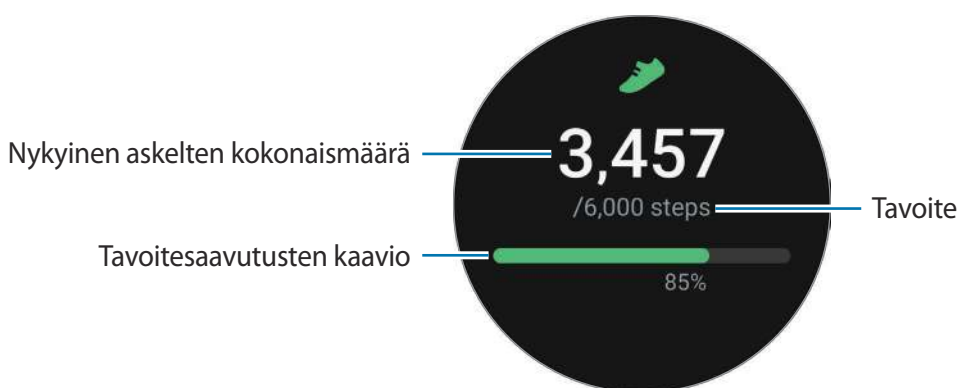 3,457
Nykyinen askelten kokonaismäärä
/6,000 steps
Tavoite
Tavoitesaavutusten kaavio
85%